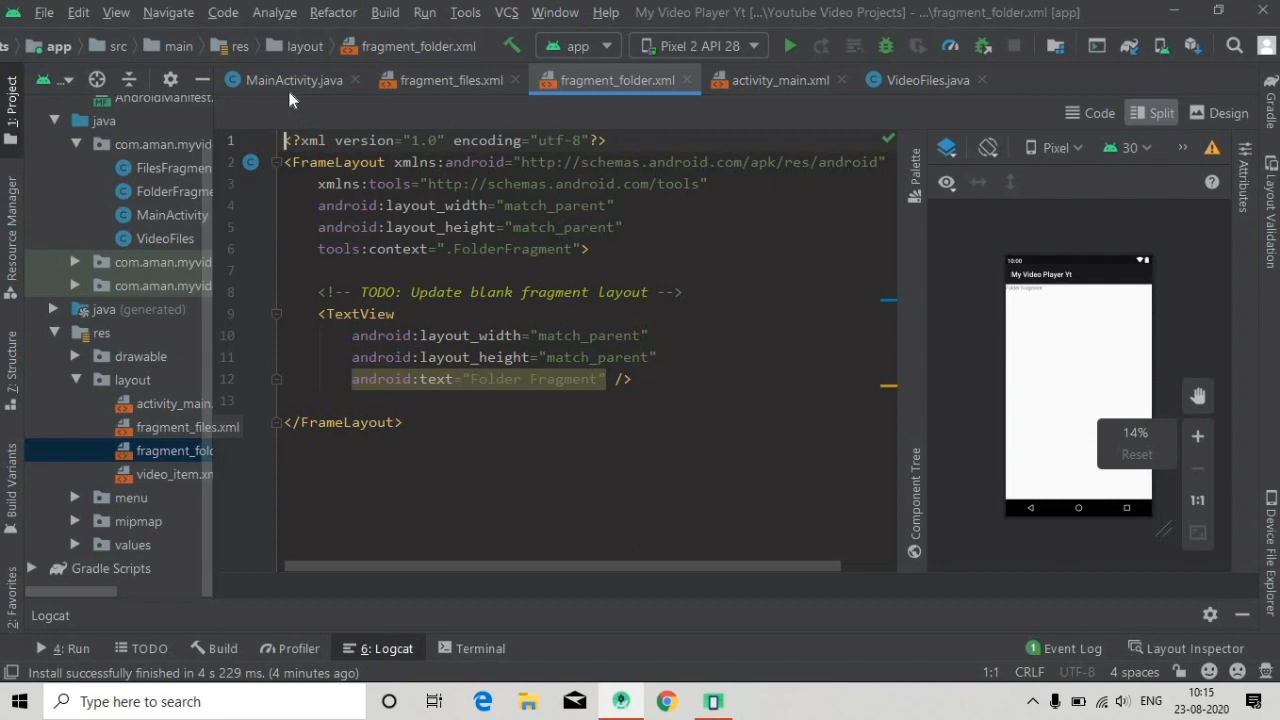 File Edit View Navigate Code Analyze Refactor Build Run Tools VCS Window Help My Video Player Yt [...\Youtube Video Projects] - ...\fragment_folder.xml [app]
ts app src main res layout fragment_folder.xml app Pixel 2 API 28
MainActivity.java fragment_files.xml fragment_folder.xml activity_main.xml VideoFiles.java
Code Split Design
1: Project
Resource Manager
Build Variants
7: Structure
2: Favorites
AndroidManifest.
java
com.aman.myvid
FilesFragmen
FolderFragme
MainActivity
VideoFiles
com.aman.myvid
com.aman.myvid
java (generated)
res
drawable
layout
activity_main.
fragment_files.xml
fragment_fold
video_item.xm
menu
mipmap
values
Gradle Scripts
1 <?xml version="1.0" encoding="utf-8"?>
2 <FrameLayout xmlns:android="http://schemas.android.com/apk/res/android"
3 xmlns:tools="http://schemas.android.com/tools"
4 android:layout_width="match_parent"
5 android:layout_height="match_parent"
6 tools:context=".FolderFragment">
7
8 <!-- TODO: Update blank fragment layout -->
9 <TextView
10 android:layout_width="match_parent"
11 android:layout_height="match_parent"
12 android:text="Folder Fragment" />
13
</FrameLayout>
Palette
Component Tree
Pixel 30
10:00
My Video Player Yt
Folder Fragment
14%
Reset
1:1
Attributes
Gradle
Layout Validation
Device File Explorer
Logcat
4: Run TODO Build Profiler 6: Logcat Terminal 1 Event Log Layout Inspector
Install successfully finished in 4 s 229 ms. (4 minutes ago) 1:1 CRLF UTF-8 4 spaces
Type here to search
ENG
10:15
23-08-2020